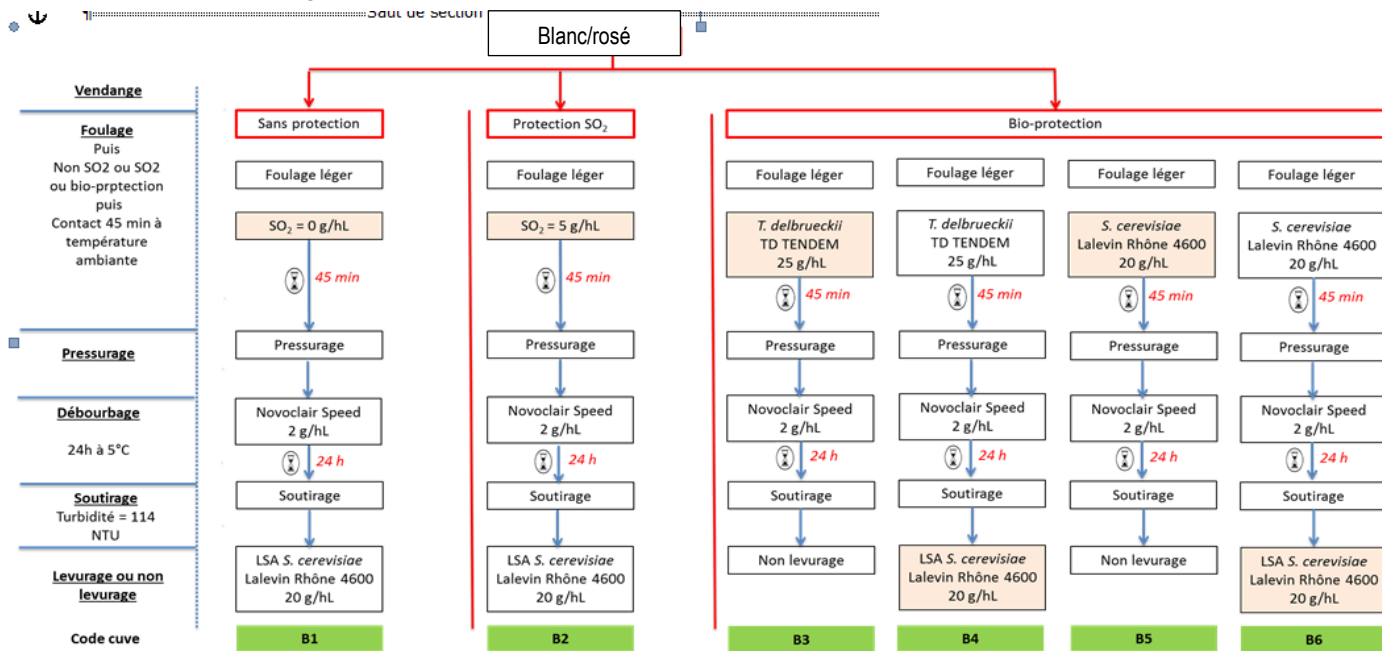 Saut de section
Blanc/rosé
Vendange
Foulage
Puis
Non SO2 ou SO2
ou bio-prptection
puis
Contact 45 min à
température
ambiante
Pressurage
Débourbage
24h à 5°C
Soutirage
Turbidité = 114
NTU
Levurage ou non
levurage
Code cuve
Sans protection
Foulage léger
SO₂ = 0 g/hL
45 min
Pressurage
Novoclair Speed
2 g/hL
24 h
Soutirage
LSA S. cerevisiae
Lalevin Rhône 4600
20 g/hL
B1
Protection SO₂
Foulage léger
SO₂ = 5 g/hL
45 min
Pressurage
Novoclair Speed
2 g/hL
24 h
Soutirage
LSA S. cerevisiae
Lalevin Rhône 4600
20 g/hL
B2
Bio-protection
Foulage léger
T. delbrueckii
TD TENDEM
25 g/hL
45 min
Pressurage
Novoclair Speed
2 g/hL
24 h
Soutirage
Non levurage
B3
Foulage léger
T. delbrueckii
TD TENDEM
25 g/hL
45 min
Pressurage
Novoclair Speed
2 g/hL
24 h
Soutirage
LSA S. cerevisiae
Lalevin Rhône 4600
20 g/hL
B4
Foulage léger
S. cerevisiae
Lalevin Rhône 4600
20 g/hL
45 min
Pressurage
Novoclair Speed
2 g/hL
24 h
Soutirage
Non levurage
B5
Foulage léger
S. cerevisiae
Lalevin Rhône 4600
20 g/hL
45 min
Pressurage
Novoclair Speed
2 g/hL
24 h
Soutirage
LSA S. cerevisiae
Lalevin Rhône 4600
20 g/hL
B6